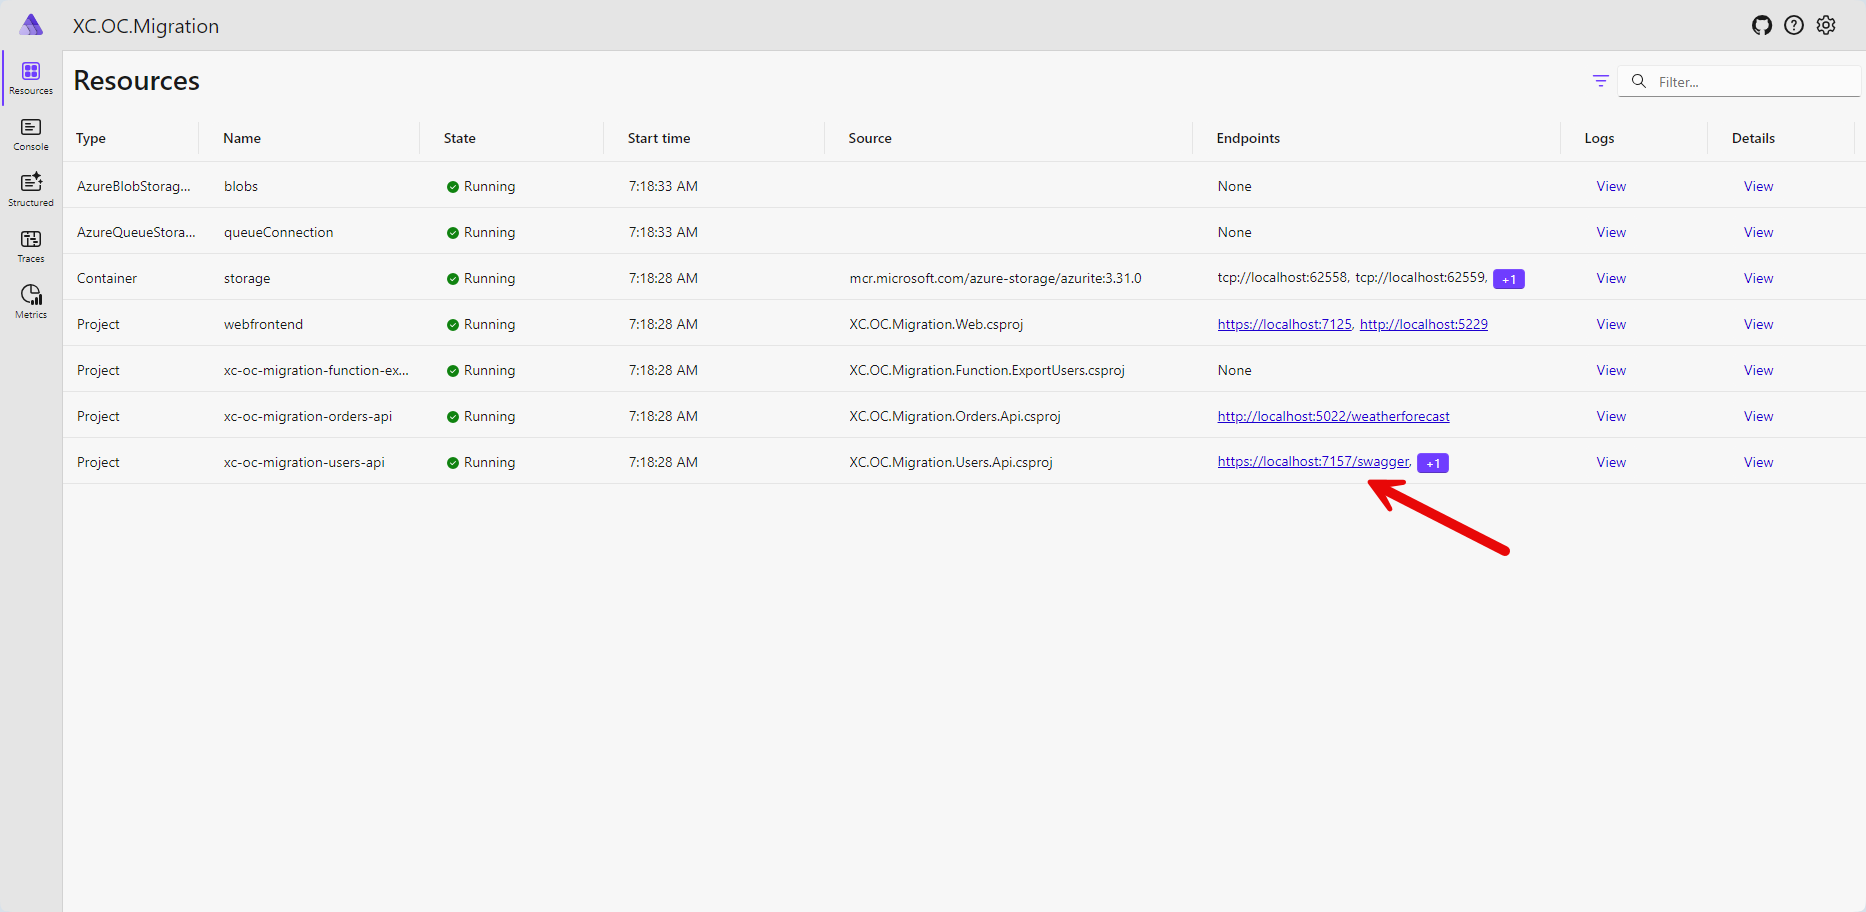 XC.OC.Migration
Resources
Console
Structured
Traces
Metrics
Resources
Filter...
Type Name State Start time Source Endpoints Logs Details
AzureBlobStorag... blobs Running 7:18:33 AM None View View
AzureQueueStora... queueConnection Running 7:18:33 AM None View View
Container storage Running 7:18:28 AM mcr.microsoft.com/azure-storage/azurite:3.31.0 tcp://localhost:62558, tcp://localhost:62559, +1 View View
Project webfrontend Running 7:18:28 AM XC.OC.Migration.Web.csproj https://localhost:7125, http://localhost:5229 View View
Project xc-oc-migration-function-ex... Running 7:18:28 AM XC.OC.Migration.Function.ExportUsers.csproj None View View
Project xc-oc-migration-orders-api Running 7:18:28 AM XC.OC.Migration.Orders.Api.csproj http://localhost:5022/weatherforecast View View
Project xc-oc-migration-users-api Running 7:18:28 AM XC.OC.Migration.Users.Api.csproj https://localhost:7157/swagger, +1 View View